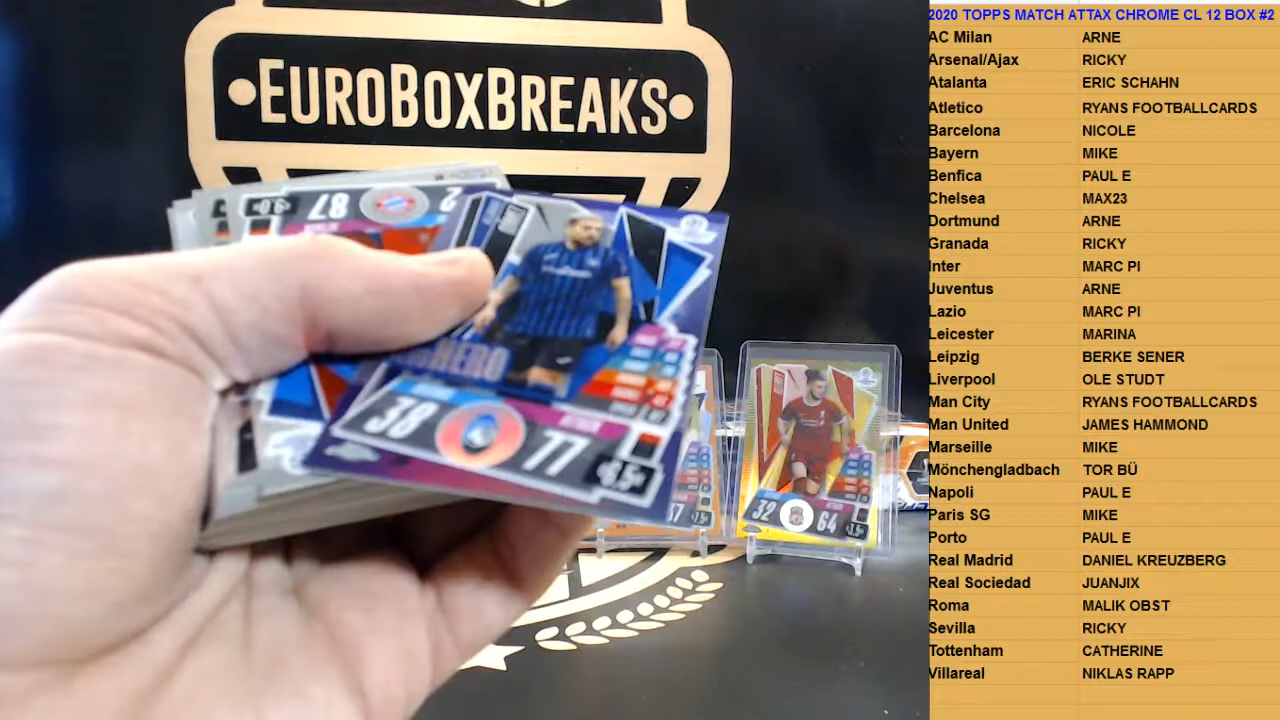 EUROBOXBREAKS
87
2
38
77
32
64
2020 TOPPS MATCH ATTAX CHROME CL 12 BOX #2
AC Milan ARNE
Arsenal/Ajax RICKY
Atalanta ERIC SCHAHN
Atletico RYANS FOOTBALLCARDS
Barcelona NICOLE
Bayern MIKE
Benfica PAUL E
Chelsea MAX23
Dortmund ARNE
Granada RICKY
Inter MARC PI
Juventus ARNE
Lazio MARC PI
Leicester MARINA
Leipzig BERKE SENER
Liverpool OLE STUDT
Man City RYANS FOOTBALLCARDS
Man United JAMES HAMMOND
Marseille MIKE
Mönchengladbach TOR BÜ
Napoli PAUL E
Paris SG MIKE
Porto PAUL E
Real Madrid DANIEL KREUZBERG
Real Sociedad JUANJIX
Roma MALIK OBST
Sevilla RICKY
Tottenham CATHERINE
Villareal NIKLAS RAPP